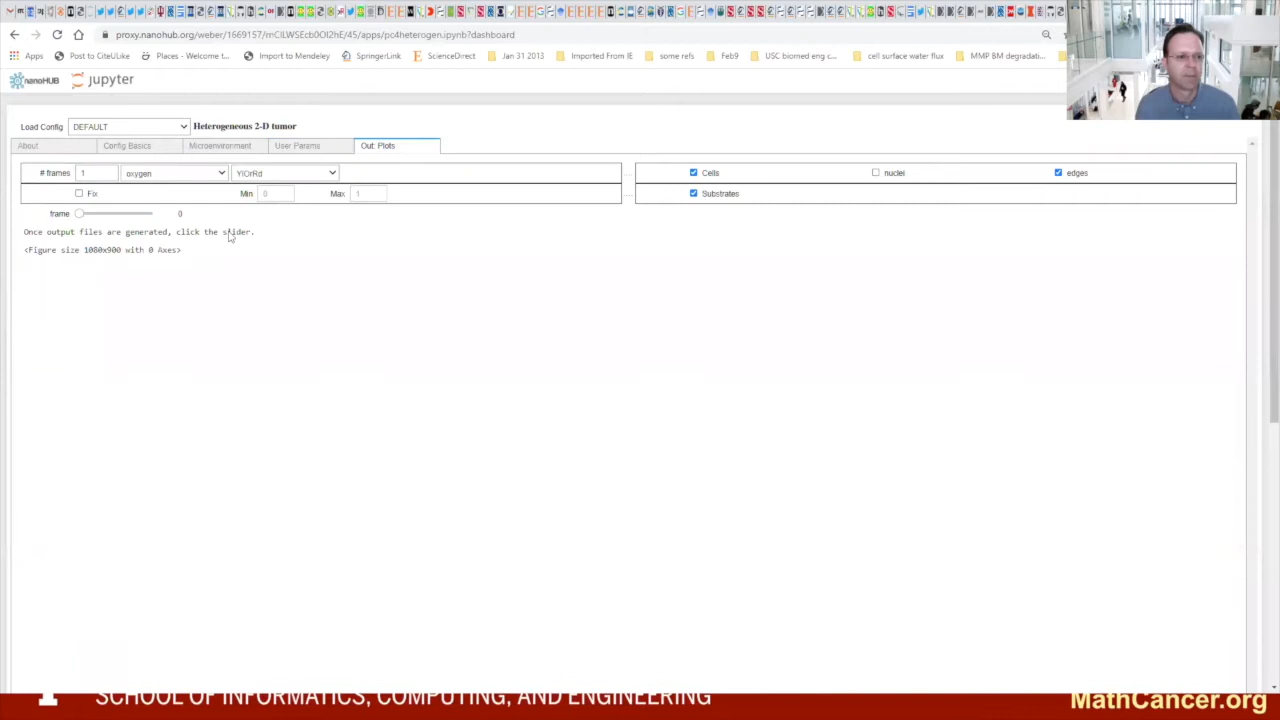 proxy.nanohub.org/weber/1669157/mCILWSEcb0Ol2hE/45/apps/pc4heterogen.ipynb?dashboard
Apps Post to CiteULike Places - Welcome t... Import to Mendeley SpringerLink ScienceDirect Jan 31 2013 Imported From IE some refs Feb9 USC biomed eng c... cell surface water flux MMP BM degradati...
nanoHUB jupyter
Load Config DEFAULT Heterogeneous 2-D tumor
About Config Basics Microenvironment User Params Out: Plots
# frames 1 oxygen YlOrRd Cells nuclei edges
Fix Min 0 Max 1 Substrates
frame 0
Once output files are generated, click the slider.
<Figure size 1080x900 with 0 Axes>
SCHOOL OF INFORMATICS, COMPUTING, AND ENGINEERING
MathCancer.org